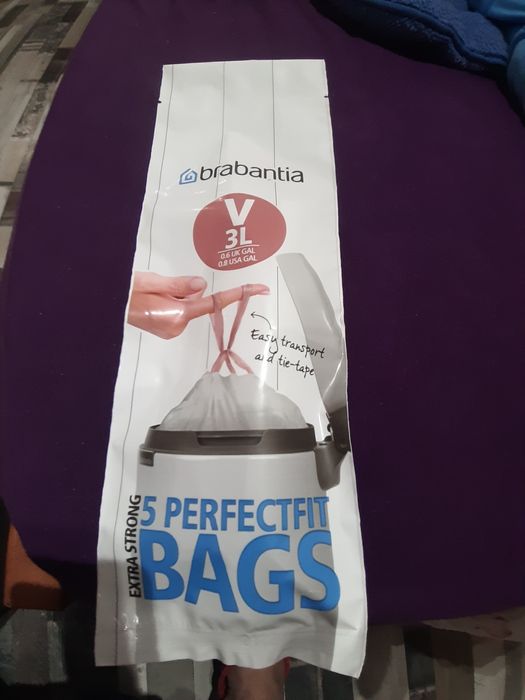 brabantia
V
3L
0.6 UK GAL
0.8 USA GAL
Easy transport
and tie-tape
EXTRA STRONG
5 PERFECTFIT
BAGS